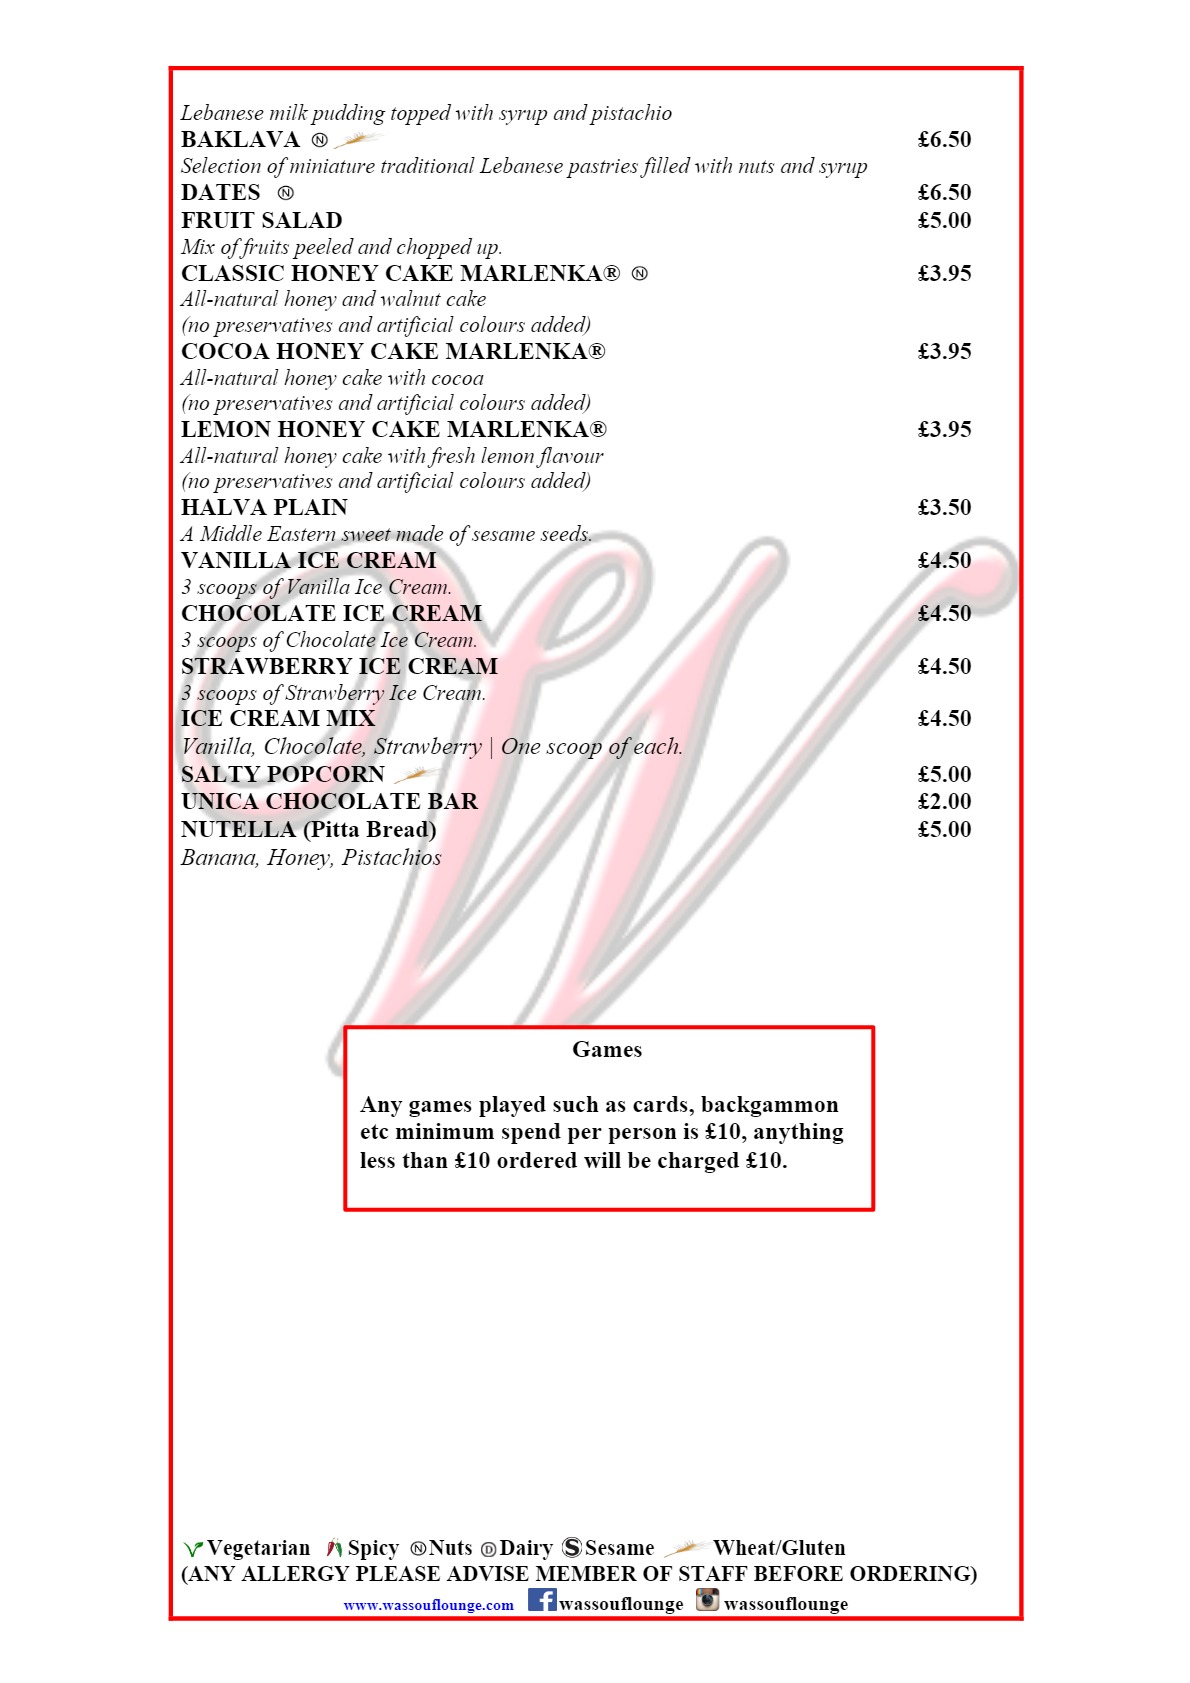 Lebanese milk pudding topped with syrup and pistachio
BAKLAVA Ⓝ £6.50
Selection of miniature traditional Lebanese pastries filled with nuts and syrup
DATES Ⓝ £6.50
FRUIT SALAD £5.00
Mix of fruits peeled and chopped up.
CLASSIC HONEY CAKE MARLENKA® Ⓝ £3.95
All-natural honey and walnut cake
(no preservatives and artificial colours added)
COCOA HONEY CAKE MARLENKA® £3.95
All-natural honey cake with cocoa
(no preservatives and artificial colours added)
LEMON HONEY CAKE MARLENKA® £3.95
All-natural honey cake with fresh lemon flavour
(no preservatives and artificial colours added)
HALVA PLAIN £3.50
A Middle Eastern sweet made of sesame seeds.
VANILLA ICE CREAM £4.50
3 scoops of Vanilla Ice Cream.
CHOCOLATE ICE CREAM £4.50
3 scoops of Chocolate Ice Cream.
STRAWBERRY ICE CREAM £4.50
3 scoops of Strawberry Ice Cream.
ICE CREAM MIX £4.50
Vanilla, Chocolate, Strawberry | One scoop of each.
SALTY POPCORN £5.00
UNICA CHOCOLATE BAR £2.00
NUTELLA (Pitta Bread) £5.00
Banana, Honey, Pistachios
W
Games
Any games played such as cards, backgammon
etc minimum spend per person is £10, anything
less than £10 ordered will be charged £10.
Vegetarian Spicy Ⓝ Nuts Ⓓ Dairy Ⓢ Sesame Wheat/Gluten
(ANY ALLERGY PLEASE ADVISE MEMBER OF STAFF BEFORE ORDERING)
www.wassouflounge.com f wassouflounge wassouflounge